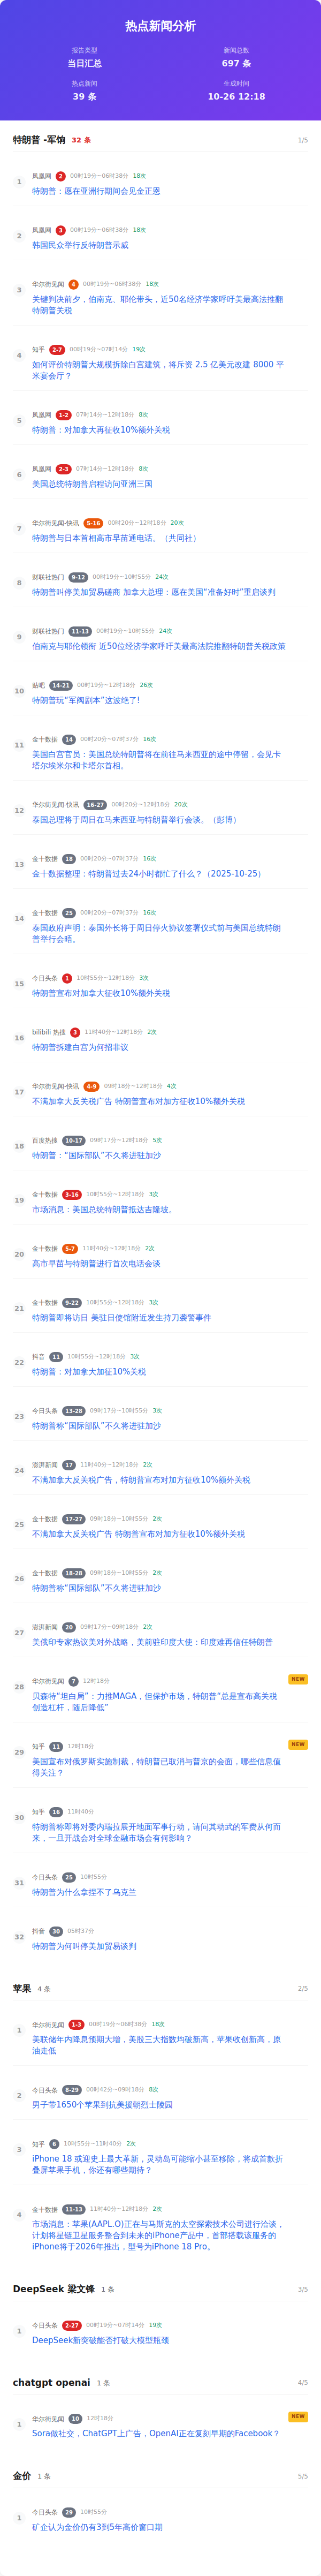 热点新闻分析
报告类型
当日汇总
新闻总数
697 条
热点新闻
39 条
生成时间
10-26 12:18
特朗普 -军饷 32 条 1/5
1 凤凰网 2 00时19分~06时38分 18次
特朗普：愿在亚洲行期间会见金正恩
2 凤凰网 3 00时19分~06时38分 18次
韩国民众举行反特朗普示威
3 华尔街见闻 4 00时19分~06时38分 18次
关键判决前夕，伯南克、耶伦带头，近50名经济学家呼吁美最高法推翻
特朗普关税
4 知乎 2-7 00时19分~07时14分 19次
如何评价特朗普大规模拆除白宫建筑，将斥资 2.5 亿美元改建 8000 平
米宴会厅？
5 凤凰网 1-2 07时14分~12时18分 8次
特朗普：对加拿大再征收10%额外关税
6 凤凰网 2-3 07时14分~12时18分 8次
美国总统特朗普启程访问亚洲三国
7 华尔街见闻-快讯 5-16 00时20分~12时18分 20次
特朗普与日本首相高市早苗通电话。（共同社）
8 财联社热门 9-12 00时19分~10时55分 24次
特朗普叫停美加贸易磋商 加拿大总理：愿在美国“准备好时”重启谈判
9 财联社热门 11-13 00时19分~10时55分 24次
伯南克与耶伦领衔 近50位经济学家呼吁美最高法院推翻特朗普关税政策
10 贴吧 14-21 00时19分~12时18分 26次
特朗普玩“军阀剧本”这波绝了!
11 金十数据 14 00时20分~07时37分 16次
美国白宫官员：美国总统特朗普将在前往马来西亚的途中停留，会见卡
塔尔埃米尔和卡塔尔首相。
12 华尔街见闻-快讯 16-27 00时20分~12时18分 20次
泰国总理将于周日在马来西亚与特朗普举行会谈。（彭博）
13 金十数据 18 00时20分~07时37分 16次
金十数据整理：特朗普过去24小时都忙了什么？（2025-10-25）
14 金十数据 25 00时20分~07时37分 16次
泰国政府声明：泰国外长将于周日停火协议签署仪式前与美国总统特朗
普举行会晤。
15 今日头条 1 10时55分~12时18分 3次
特朗普宣布对加拿大征收10%额外关税
16 bilibili 热搜 3 11时40分~12时18分 2次
特朗普拆建白宫为何招非议
17 华尔街见闻-快讯 4-9 09时18分~12时18分 4次
不满加拿大反关税广告 特朗普宣布对加方征收10%额外关税
18 百度热搜 10-17 09时17分~12时18分 5次
特朗普：“国际部队”不久将进驻加沙
19 金十数据 3-16 10时55分~12时18分 3次
市场消息：美国总统特朗普抵达吉隆坡。
20 金十数据 5-7 11时40分~12时18分 2次
高市早苗与特朗普进行首次电话会谈
21 金十数据 9-22 10时55分~12时18分 3次
特朗普即将访日 美驻日使馆附近发生持刀袭警事件
22 抖音 11 10时55分~12时18分 3次
特朗普：对加拿大加征10%关税
23 今日头条 13-28 09时17分~10时55分 3次
特朗普称“国际部队”不久将进驻加沙
24 澎湃新闻 17 11时40分~12时18分 2次
不满加拿大反关税广告，特朗普宣布对加方征收10%额外关税
25 金十数据 17-27 09时18分~10时55分 2次
不满加拿大反关税广告 特朗普宣布对加方征收10%额外关税
26 金十数据 18-28 09时18分~10时55分 2次
特朗普称“国际部队”不久将进驻加沙
27 澎湃新闻 20 09时17分~09时18分 2次
美俄印专家热议美对外战略，美前驻印度大使：印度难再信任特朗普
28 华尔街见闻 7 12时18分 NEW
贝森特“坦白局”：力推MAGA，但保护市场，特朗普“总是宣布高关税
创造杠杆，随后降低”
29 知乎 11 12时18分 NEW
美国宣布对俄罗斯实施制裁，特朗普已取消与普京的会面，哪些信息值
得关注？
30 知乎 16 11时40分
特朗普称即将对委内瑞拉展开地面军事行动，请问其动武的军费从何而
来，一旦开战会对全球金融市场会有何影响？
31 今日头条 25 10时55分
特朗普为什么拿捏不了乌克兰
32 抖音 30 05时37分
特朗普为何叫停美加贸易谈判
苹果 4 条 2/5
1 华尔街见闻 1-3 00时19分~06时38分 18次
美联储年内降息预期大增，美股三大指数均破新高，苹果收创新高，原
油走低
2 今日头条 8-29 00时42分~09时18分 8次
男子带1650个苹果到抗美援朝烈士陵园
3 知乎 6 10时55分~11时40分 2次
iPhone 18 或迎史上最大革新，灵动岛可能缩小甚至移除，将成首款折
叠屏苹果手机，你还有哪些期待？
4 金十数据 11-13 11时40分~12时18分 2次
市场消息：苹果(AAPL.O)正在与马斯克的太空探索技术公司进行洽谈，
计划将星链卫星服务整合到未来的iPhone产品中，首部搭载该服务的
iPhone将于2026年推出，型号为iPhone 18 Pro。
DeepSeek 梁文锋 1 条 3/5
1 今日头条 2-27 00时19分~07时14分 19次
DeepSeek新突破能否打破大模型瓶颈
chatgpt openai 1 条 4/5
1 华尔街见闻 10 12时18分 NEW
Sora做社交，ChatGPT上广告，OpenAI正在复刻早期的Facebook？
金价 1 条 5/5
1 今日头条 29 10时55分
矿企认为金价仍有3到5年高价窗口期